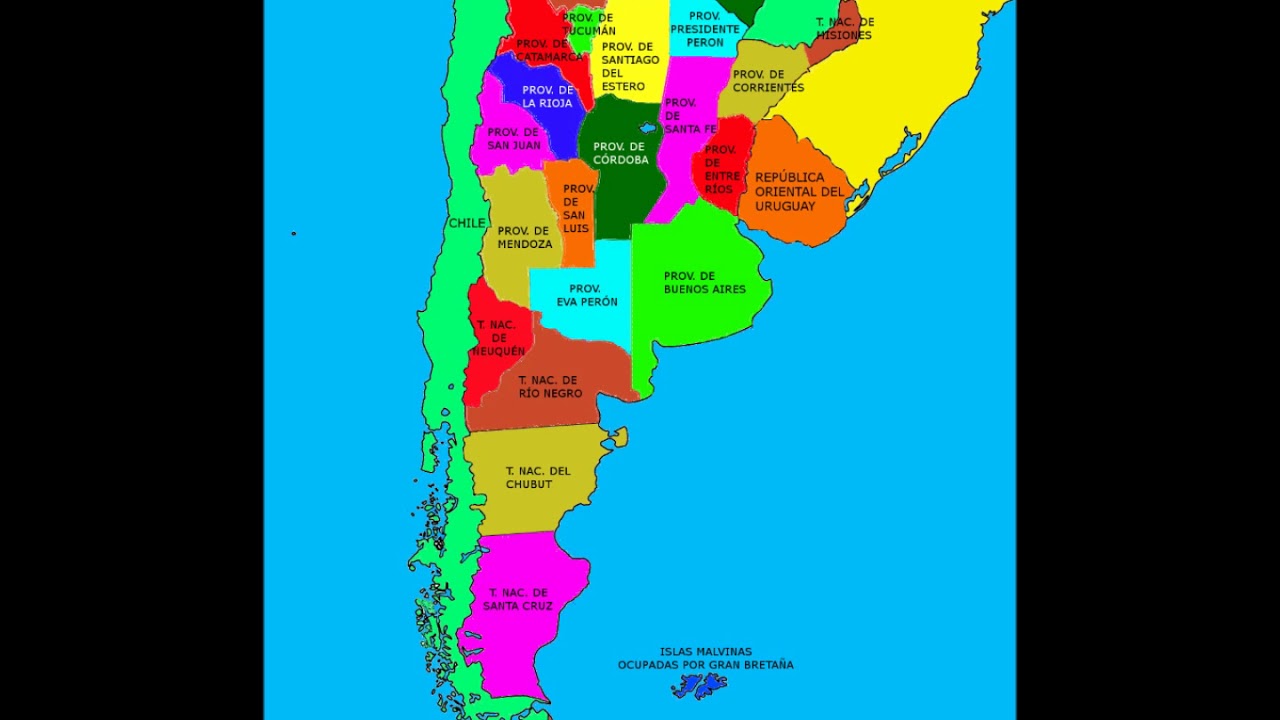 PROV. DE
TUCUMÁN
PROV.
PRESIDENTE
PERON
T. NAC. DE
MISIONES
PROV. DE
CATAMARCA
PROV. DE
SANTIAGO
DEL
ESTERO
PROV. DE
CORRIENTES
PROV. DE
LA RIOJA
PROV.
DE
SANTA FE
PROV. DE
SAN JUAN
PROV. DE
CÓRDOBA
PROV.
DE
ENTRE
RÍOS
REPÚBLICA
ORIENTAL DEL
URUGUAY
PROV.
DE
SAN
LUIS
CHILE
PROV. DE
MENDOZA
PROV. DE
BUENOS AIRES
PROV.
EVA PERÓN
T. NAC.
DE
NEUQUÉN
T. NAC. DE
RÍO NEGRO
T. NAC. DEL
CHUBUT
T. NAC. DE
SANTA CRUZ
ISLAS MALVINAS
OCUPADAS POR GRAN BRETAÑA